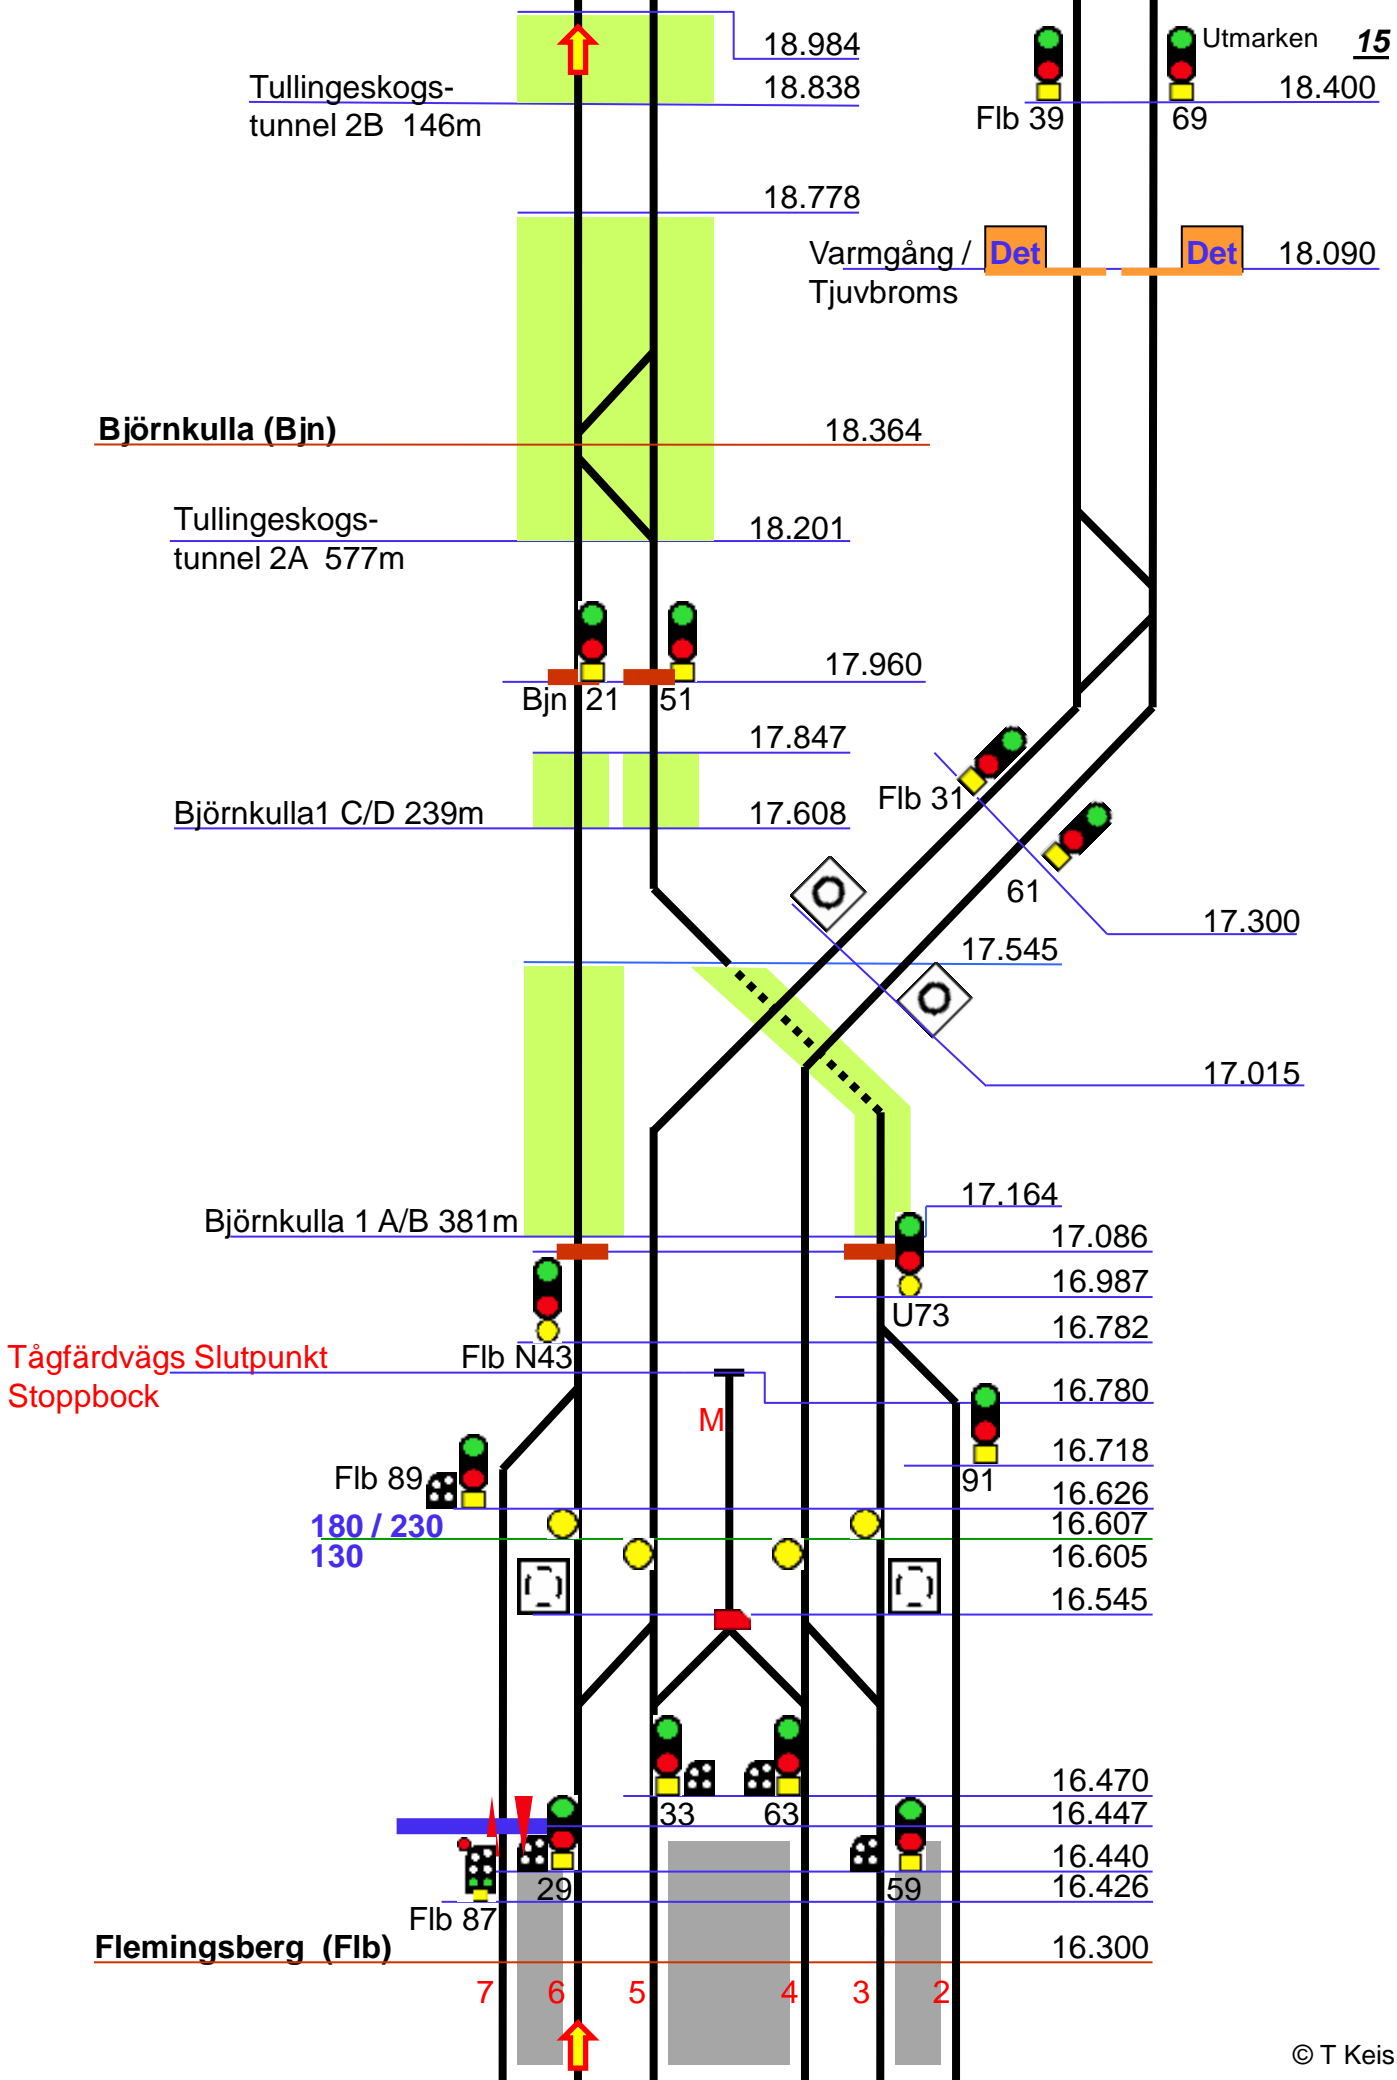 18.984
Utmarken
15
Tullingeskogs-
18.838
18.400
tunnel 2B 146m
Flb 39
69
18.778
Varmgång /
Det
Det
18.090
Tjuvbroms
Björnkulla (Bjn)
18.364
Tullingeskogs-
18.201
tunnel 2A 577m
17.960
Bjn 21
51
17.847
Flb 31
Björnkulla1 C/D 239m
17.608
61
17.300
17.545
17.015
17.164
Björnkulla 1 A/B 381m
17.086
16.987
U73
16.782
Tågfärdvägs Slutpunkt
Flb N43
Stoppbock
16.780
M
16.718
Flb 89
91
16.626
180 / 230
16.607
130
16.605
16.545
16.470
33
63
16.447
16.440
29
59
16.426
Flb 87
Flemingsberg (Flb)
16.300
7
6
5
4
3
2
© T Keis